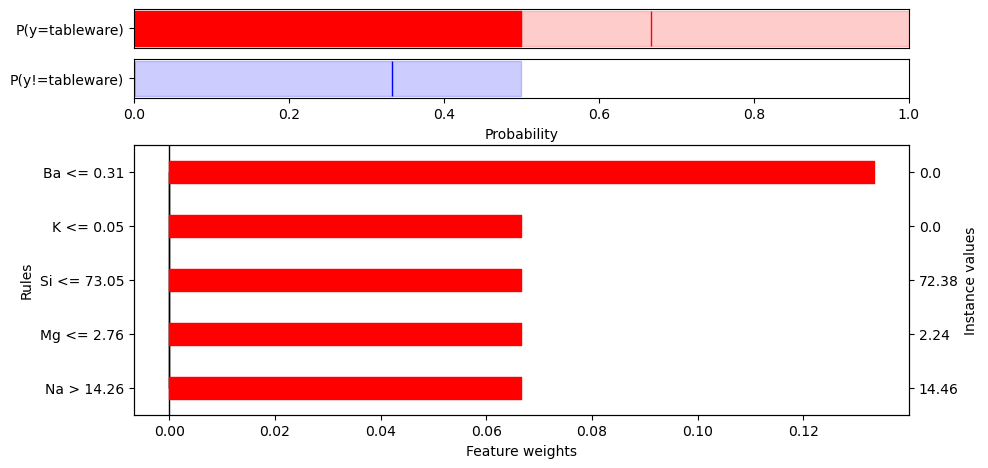 P(y=tableware)
P(y!=tableware)
0.0 0.2 0.4 0.6 0.8 1.0
Probability
Ba <= 0.31 0.0
K <= 0.05 0.0
Si <= 73.05 72.38
Mg <= 2.76 2.24
Na > 14.26 14.46
Rules
Instance values
0.00 0.02 0.04 0.06 0.08 0.10 0.12
Feature weights